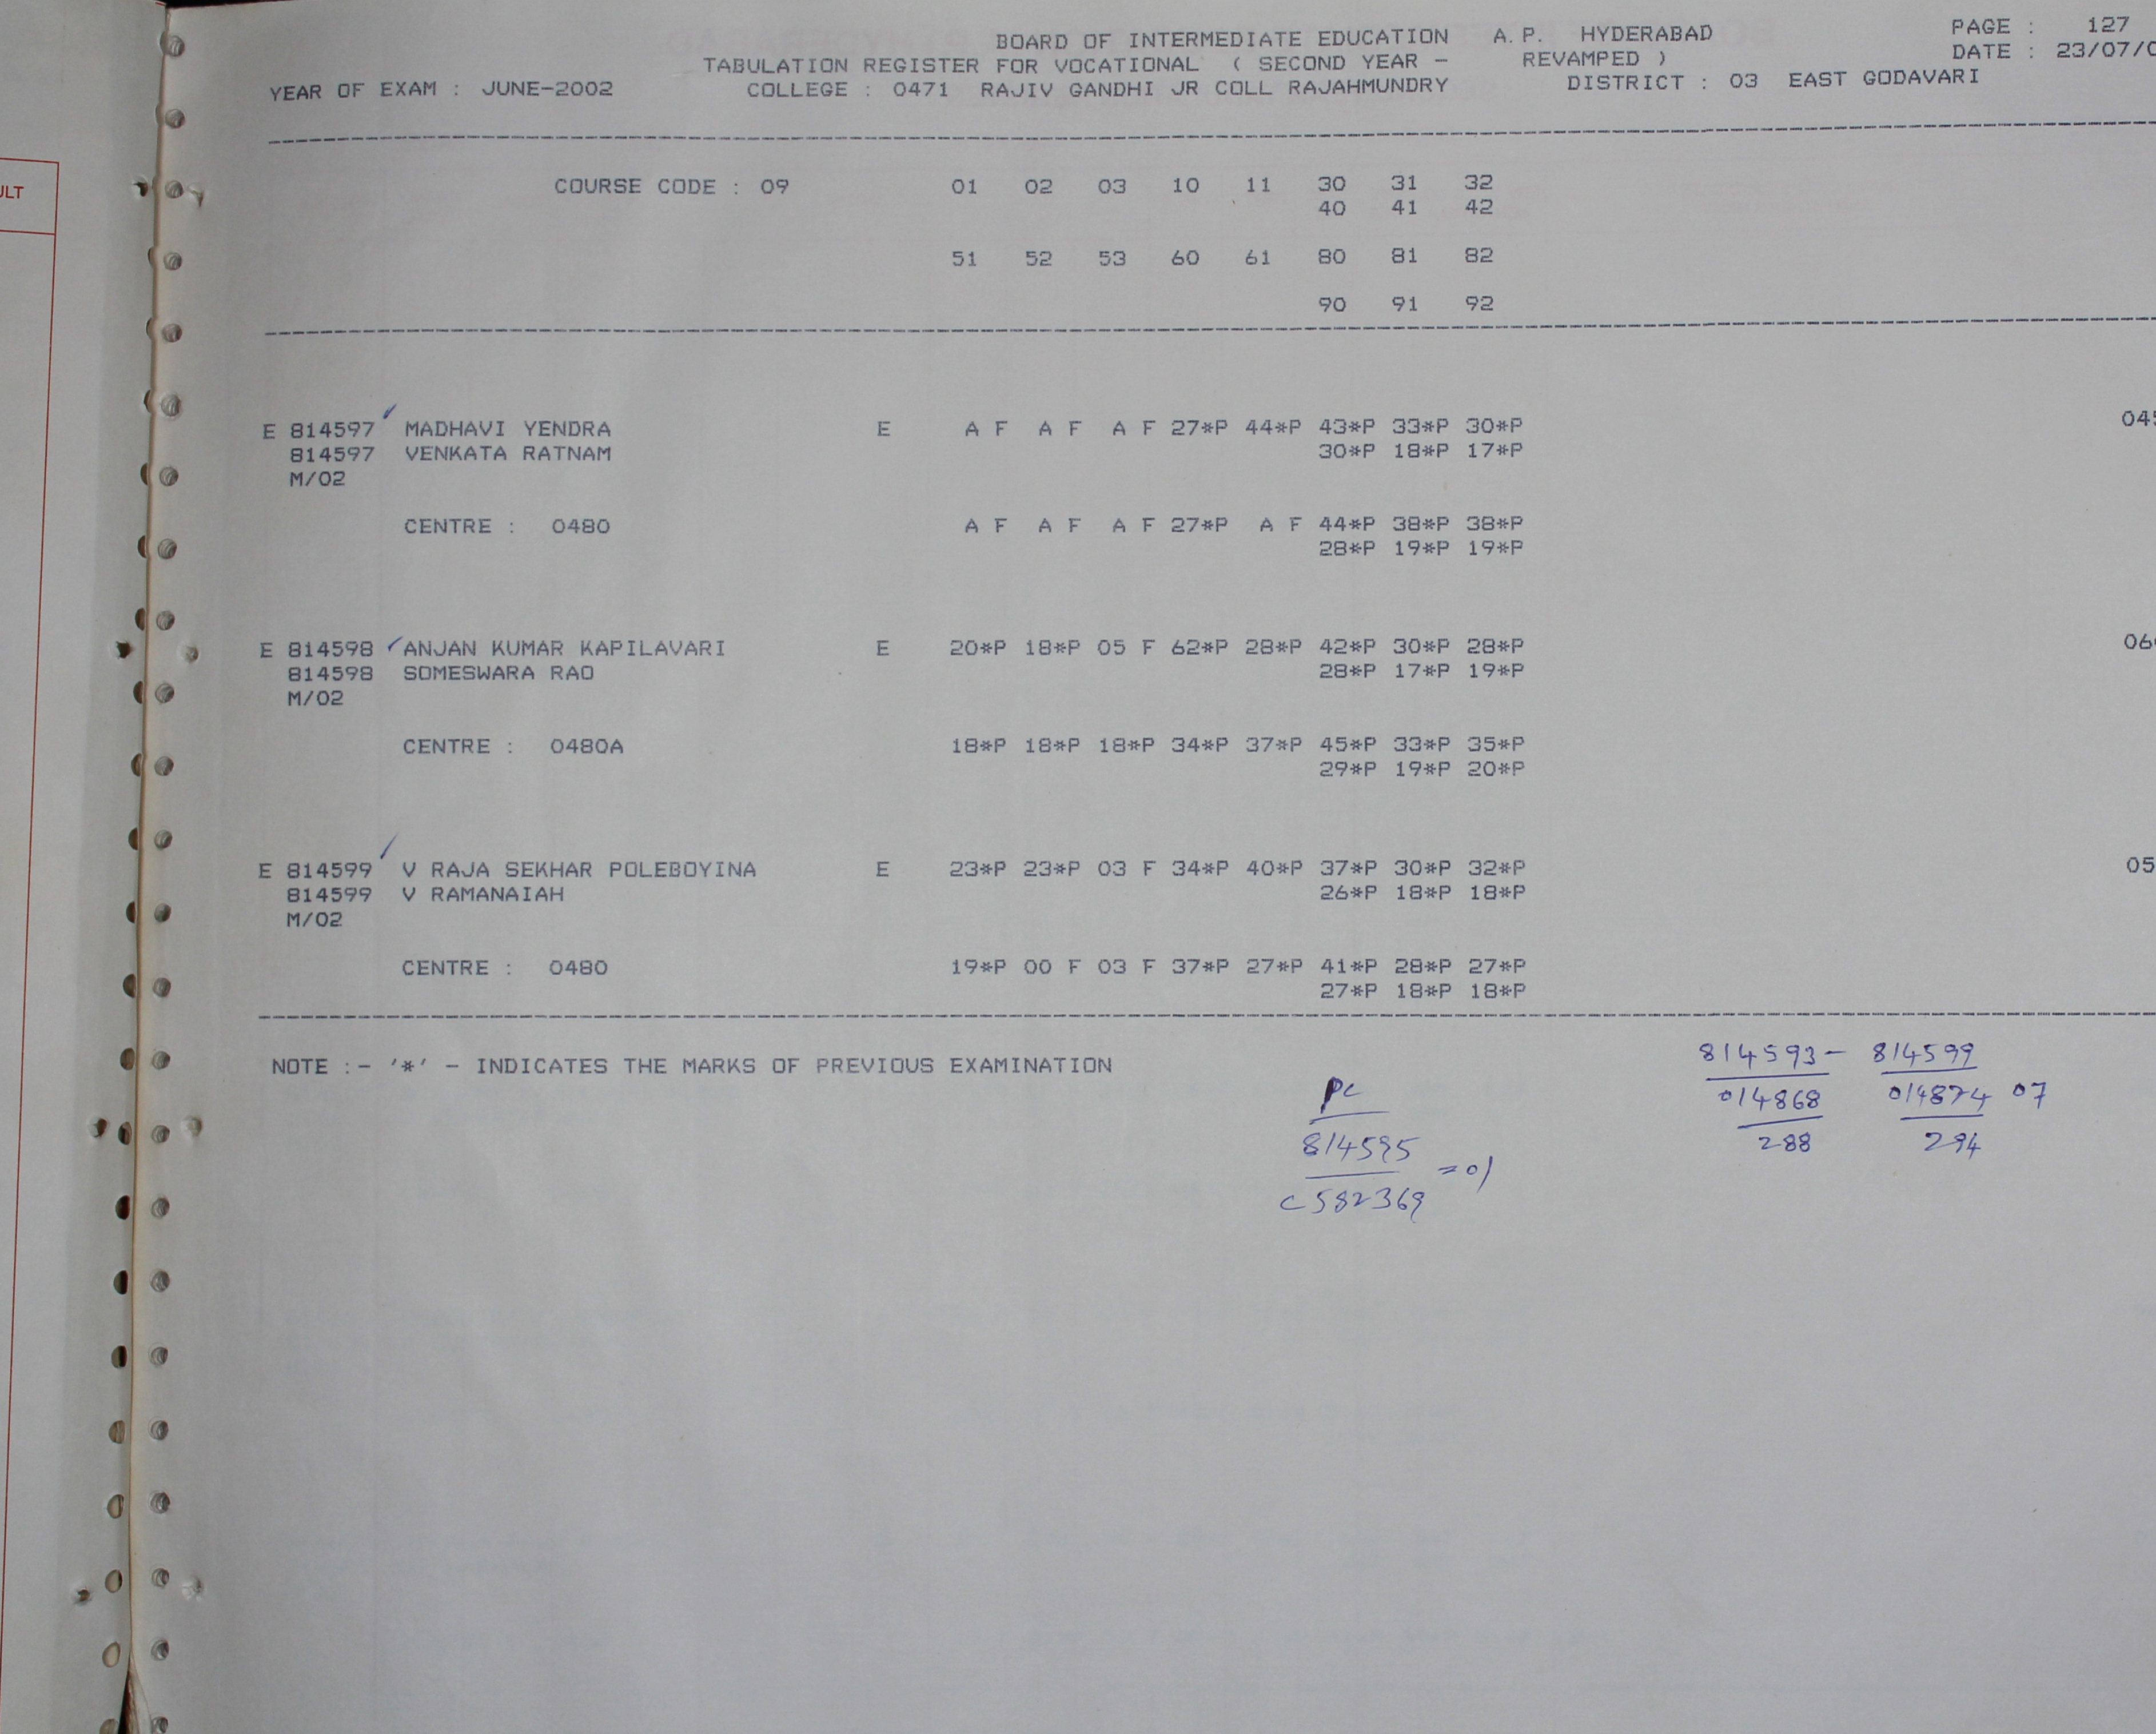 ULT
BOARD OF INTERMEDIATE EDUCATION A.P. HYDERABAD PAGE : 127
TABULATION REGISTER FOR VOCATIONAL ( SECOND YEAR - REVAMPED ) DATE : 23/07/0
YEAR OF EXAM : JUNE-2002 COLLEGE : 0471 RAJIV GANDHI JR COLL RAJAHMUNDRY DISTRICT : 03 EAST GODAVARI
COURSE CODE : 09 01 02 03 10 11 30 31 32
40 41 42
51 52 53 60 61 80 81 82
90 91 92
E 814597 MADHAVI YENDRA E A F A F A F 27*P 44*P 43*P 33*P 30*P 045
814597 VENKATA RATNAM 30*P 18*P 17*P
M/02
CENTRE : 0480 A F A F A F 27*P A F 44*P 38*P 38*P
28*P 19*P 19*P
E 814598 ANJAN KUMAR KAPILAVARI E 20*P 18*P 05 F 62*P 28*P 42*P 30*P 28*P 060
814598 SOMESWARA RAO 28*P 17*P 19*P
M/02
CENTRE : 0480A 18*P 18*P 18*P 34*P 37*P 45*P 33*P 35*P
29*P 19*P 20*P
E 814599 V RAJA SEKHAR POLEBOYINA E 23*P 23*P 03 F 34*P 40*P 37*P 30*P 32*P 05
814599 V RAMANAIAH 26*P 18*P 18*P
M/02
CENTRE : 0480 19*P 00 F 03 F 37*P 27*P 41*P 28*P 27*P
27*P 18*P 18*P
NOTE :- '*' - INDICATES THE MARKS OF PREVIOUS EXAMINATION
814593 - 814599
014868 014874 07
288 294
PC
814595 = 01
C582369